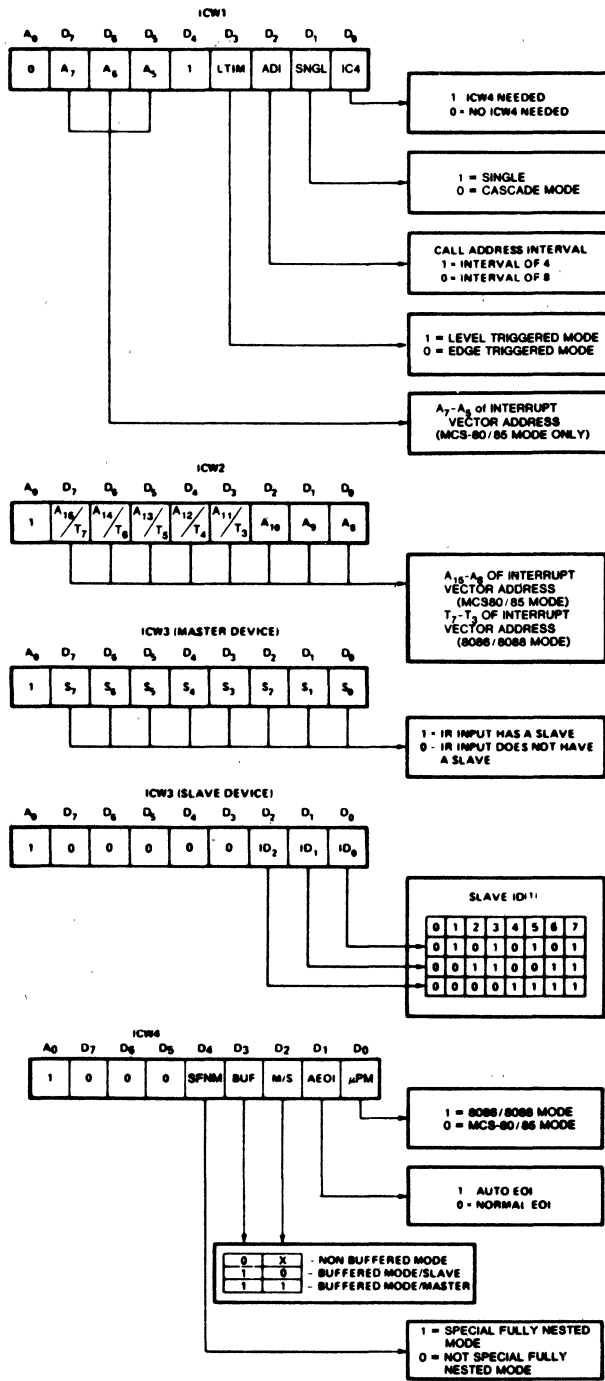 ICW1
A0 D7 D6 D5 D4 D3 D2 D1 D0
0 A7 A6 A5 1 LTIM ADI SNGL IC4
1 ICW4 NEEDED
0 = NO ICW4 NEEDED
1 = SINGLE
0 = CASCADE MODE
CALL ADDRESS INTERVAL
1 = INTERVAL OF 4
0 = INTERVAL OF 8
1 = LEVEL TRIGGERED MODE
0 = EDGE TRIGGERED MODE
A7-A5 of INTERRUPT
VECTOR ADDRESS
(MCS-80/85 MODE ONLY)
ICW2
A0 D7 D6 D5 D4 D3 D2 D1 D0
1 A15/T7 A14/T6 A13/T5 A12/T4 A11/T3 A10 A9 A8
A15-A8 OF INTERRUPT
VECTOR ADDRESS
(MCS80/85 MODE)
T7-T3 OF INTERRUPT
VECTOR ADDRESS
(8086/8088 MODE)
ICW3 (MASTER DEVICE)
A0 D7 D6 D5 D4 D3 D2 D1 D0
1 S7 S6 S5 S4 S3 S2 S1 S0
1 = IR INPUT HAS A SLAVE
0 - IR INPUT DOES NOT HAVE
A SLAVE
ICW3 (SLAVE DEVICE)
A0 D7 D6 D5 D4 D3 D2 D1 D0
1 0 0 0 0 0 ID2 ID1 ID0
SLAVE ID(1)
0 1 2 3 4 5 6 7
0 1 0 1 0 1 0 1
0 0 1 1 0 0 1 1
0 0 0 0 1 1 1 1
ICW4
A0 D7 D6 D5 D4 D3 D2 D1 D0
1 0 0 0 SFNM BUF M/S AEOI µPM
1 = 8086/8088 MODE
0 = MCS-80/85 MODE
1 AUTO EOI
0 = NORMAL EOI
0 X - NON BUFFERED MODE
1 0 - BUFFERED MODE/SLAVE
1 1 - BUFFERED MODE/MASTER
1 = SPECIAL FULLY NESTED
MODE
0 = NOT SPECIAL FULLY
NESTED MODE